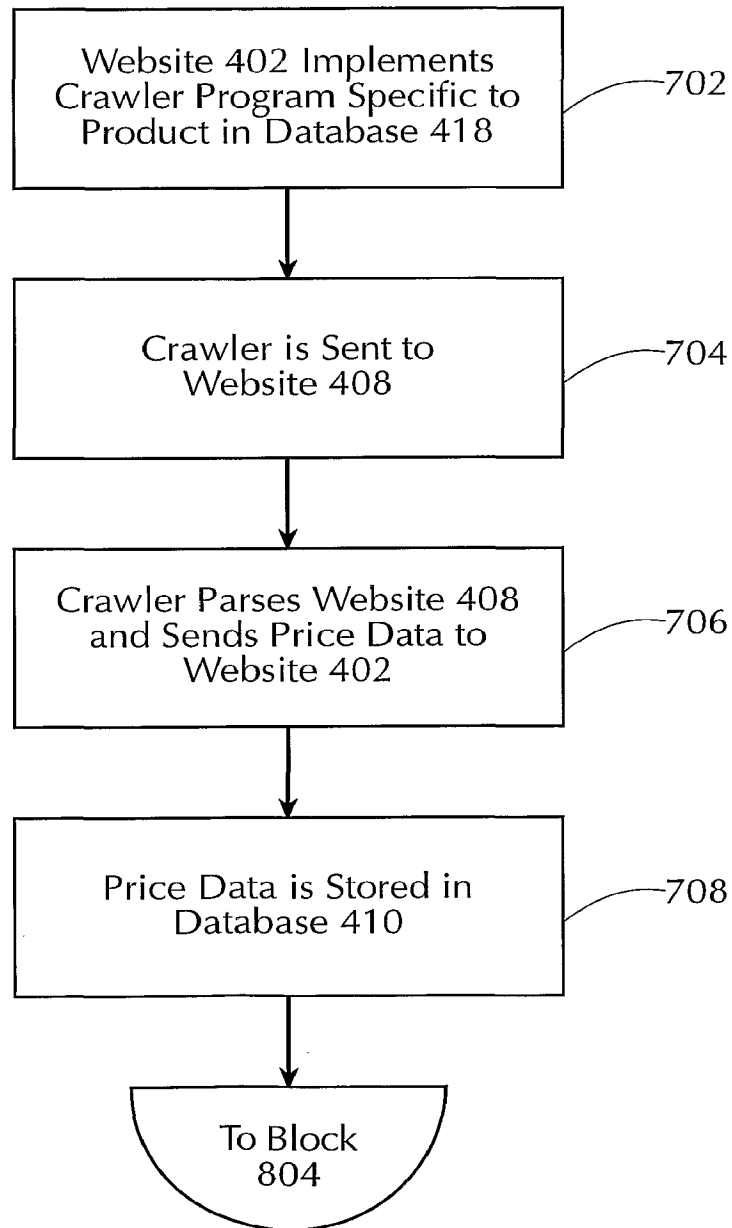 Website 402 Implements
Crawler Program Specific to
Product in Database 418
702
Crawler is Sent to
Website 408
704
Crawler Parses Website 408
and Sends Price Data to
Website 402
706
Price Data is Stored in
Database 410
708
To Block
804